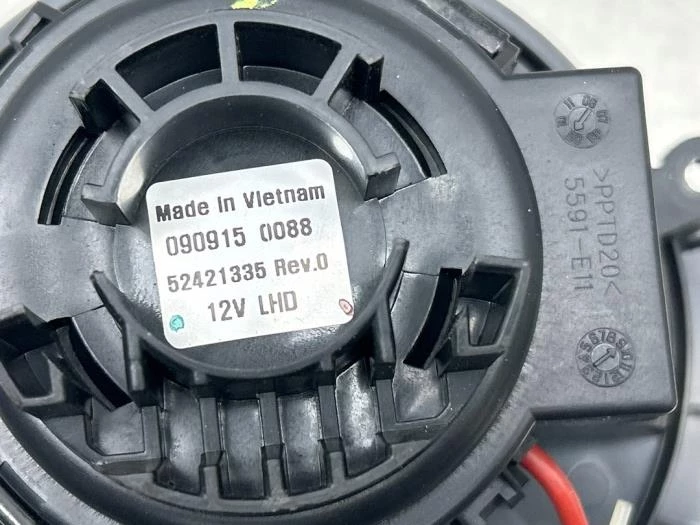 Made In Vietnam
090915 0088
52421335 Rev.0
12V LHD
>PPTD20<
5591-E11